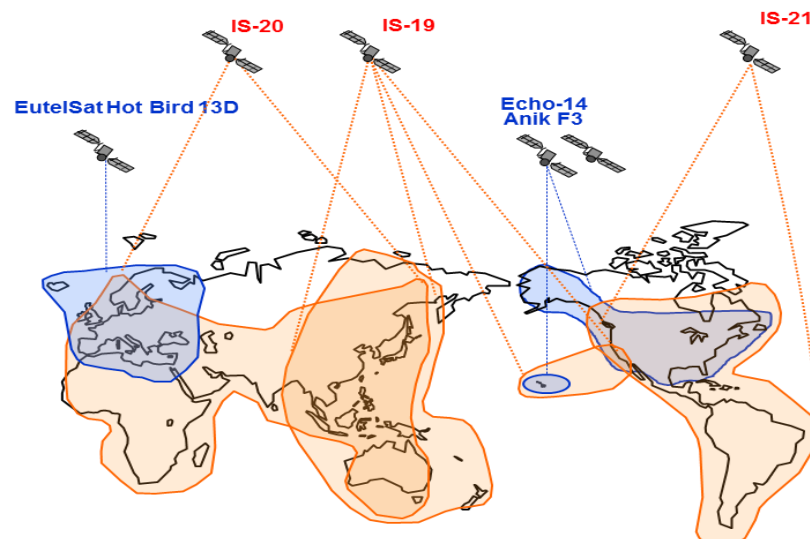 IS-20
IS-19
IS-21
EutelSat Hot Bird 13D
Echo-14
Anik F3